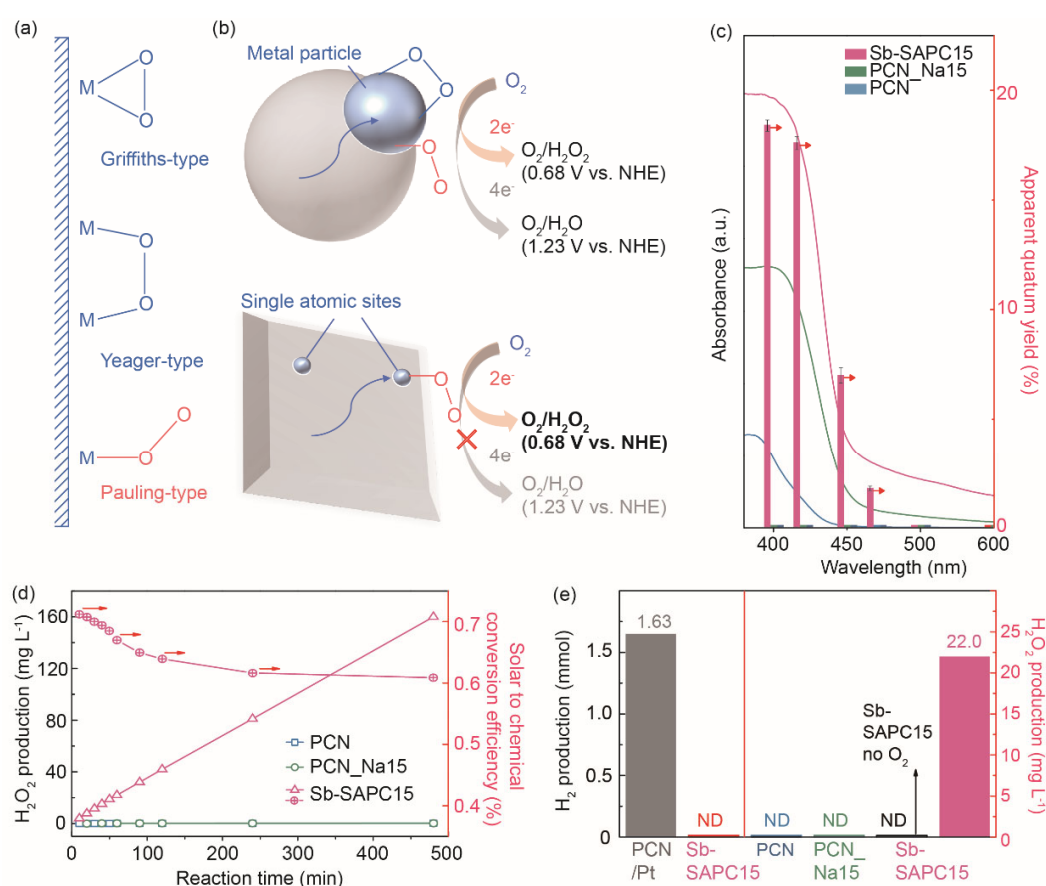 (a)
M
O
O
Griffiths-type
M
O
M
O
Yeager-type
O
M
O
Pauling-type
(b)
Metal particle
O
O
O
O
O₂
2e⁻
O₂/H₂O₂
(0.68 V vs. NHE)
4e⁻
O₂/H₂O
(1.23 V vs. NHE)
Single atomic sites
O
O
O₂
2e⁻
O₂/H₂O₂
(0.68 V vs. NHE)
4e⁻
O₂/H₂O
(1.23 V vs. NHE)
(c)
Sb-SAPC15
PCN_Na15
PCN
Absorbance (a.u.)
20
10
0
Apparent quatum yield (%)
400
450
500
600
Wavelength (nm)
(d)
H₂O₂ production (mg L⁻¹)
160
120
80
40
0
PCN
PCN_Na15
Sb-SAPC15
0.7
0.6
0.5
0.4
Solar to chemical
conversion efficiency (%)
0
100
200
300
400
500
Reaction time (min)
(e)
H₂ production (mmol)
1.5
1.0
0.5
0
1.63
ND
ND
ND
ND
Sb-
SAPC15
no O₂
22.0
25
20
15
10
5
0
H₂O₂ production (mg L⁻¹)
PCN
/Pt
Sb-
SAPC15
PCN
PCN_
Na15
Sb-
SAPC15